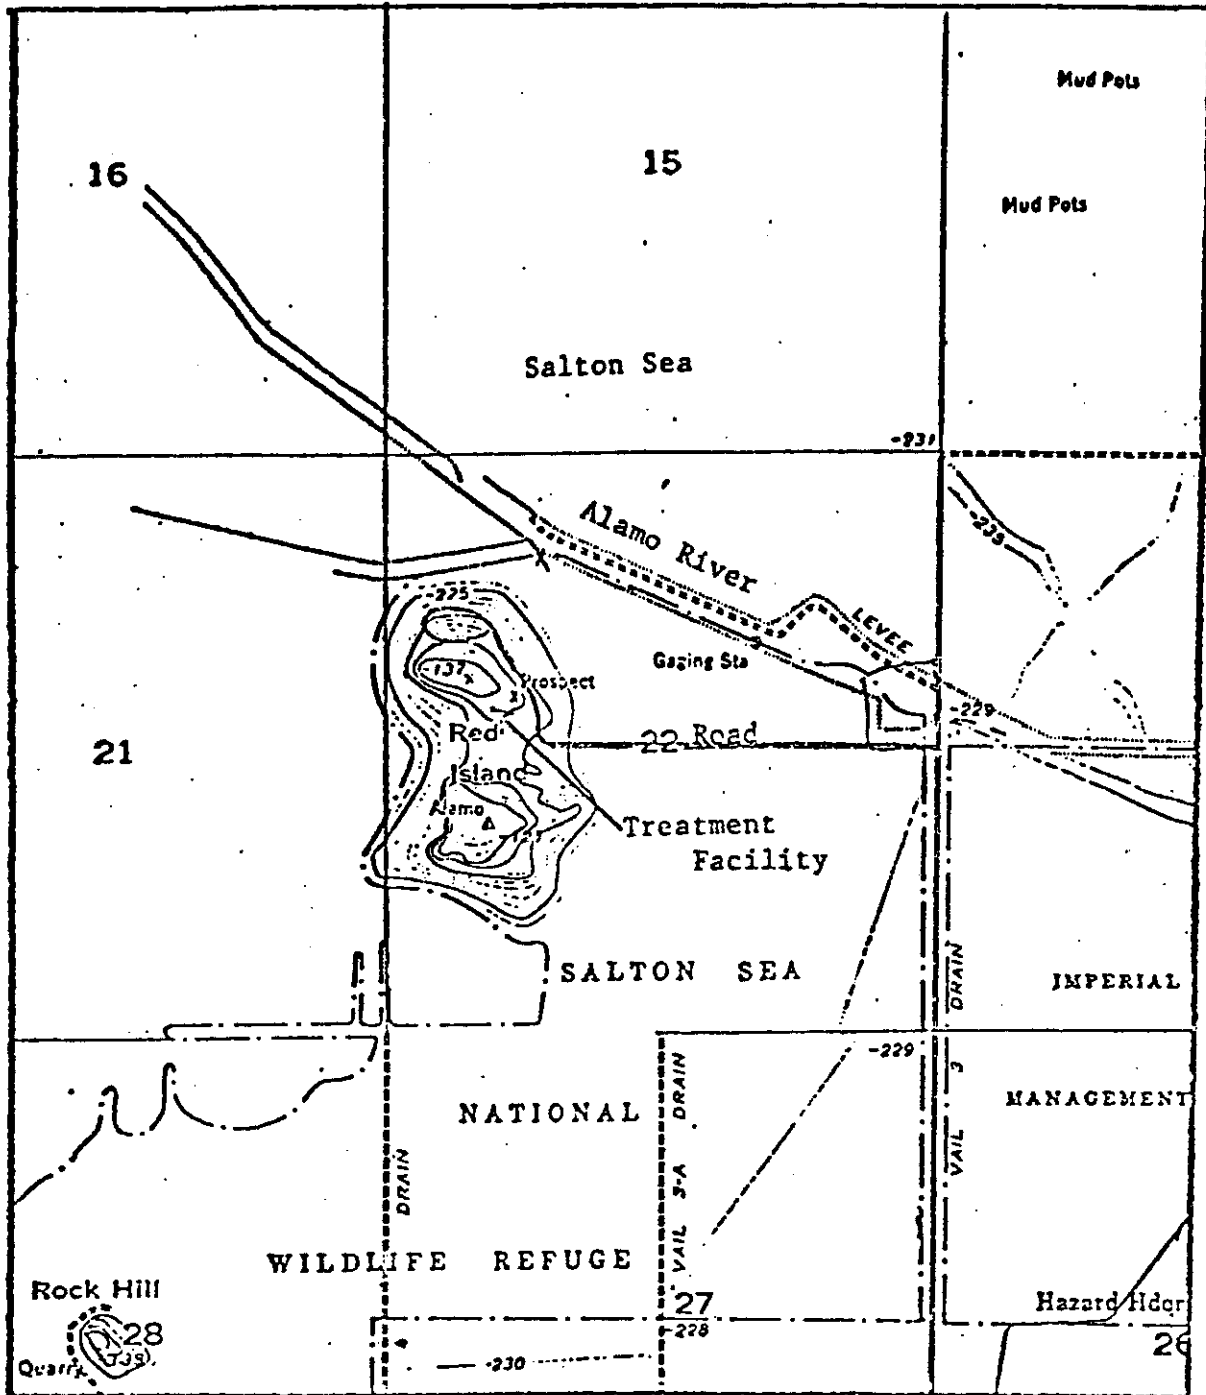 Mud Pots
16
15
Mud Pots
Salton Sea
-231
Alamo River
-235
-225
LEVEE
Gaging Sta
-137
Prospect
-229
Red
22 Road
21
Island
Alamo
Treatment
Facility
SALTON SEA
DRAIN
IMPERIAL
-229
NATIONAL
DRAIN
3
MANAGEMENT
DRAIN
3-A
VAIL
VAIL
WILDLIFE REFUGE
Rock Hill
27
Hazard Hdqr
28
-228
26
Quarry
-230